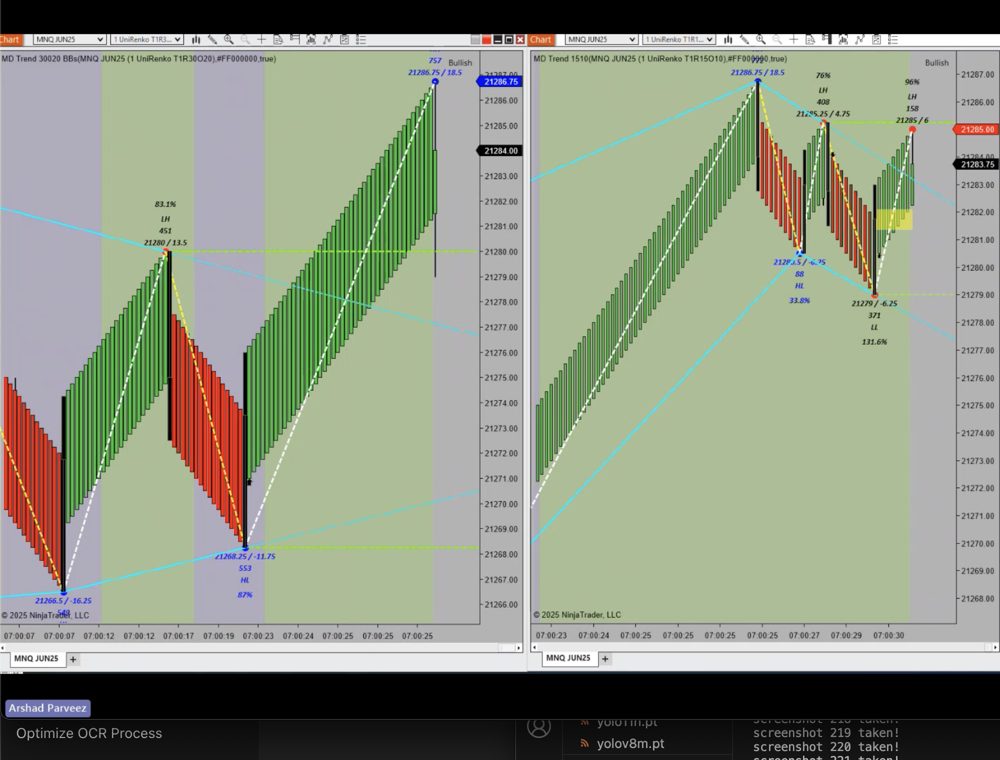 Chart
MNQ JUN25
1 UniRenko T1R3...
MD Trend 30020 BBs(MNQ JUN25 (1 UniRenko T1R30O20),#FF000000,true)
Bullish
757
21286.75 / 18.5
83.1%
LH
451
21280 / 13.5
21268.25 / -11.75
553
HL
87%
21266.5 / -16.25
© 2025 NinjaTrader, LLC
21287.00
21286.75
21286.00
21285.00
21284.00
21283.00
21282.00
21281.00
21280.00
21279.00
21278.00
21277.00
21276.00
21275.00
21274.00
21273.00
21272.00
21271.00
21270.00
21269.00
21268.00
21267.00
21266.00
07:00:07 07:00:07 07:00:12 07:00:12 07:00:17 07:00:19 07:00:23 07:00:24 07:00:25 07:00:25 07:00:25
MNQ JUN25
Chart
MNQ JUN25
1 UniRenko T1R1...
MD Trend 1510(MNQ JUN25 (1 UniRenko T1R15O10),#FF000000,true)
Bullish
21286.75 / 18.5
76%
LH
408
21285.25 / 4.75
96%
LH
158
21285 / 6
21280.5 / -6.25
88
HL
33.8%
21279 / -6.25
371
LL
131.6%
© 2025 NinjaTrader, LLC
21287.00
21286.00
21285.00
21284.00
21283.75
21283.00
21282.00
21281.00
21280.00
21279.00
21278.00
21277.00
21276.00
21275.00
21274.00
21273.00
21272.00
21271.00
21270.00
21269.00
21268.00
07:00:23 07:00:24 07:00:25 07:00:25 07:00:25 07:00:25 07:00:27 07:00:29 07:00:30
MNQ JUN25
Arshad Parveez
Optimize OCR Process
yolo11n.pt
yolov8m.pt
screenshot 219 taken!
screenshot 220 taken!
screenshot 221 taken!